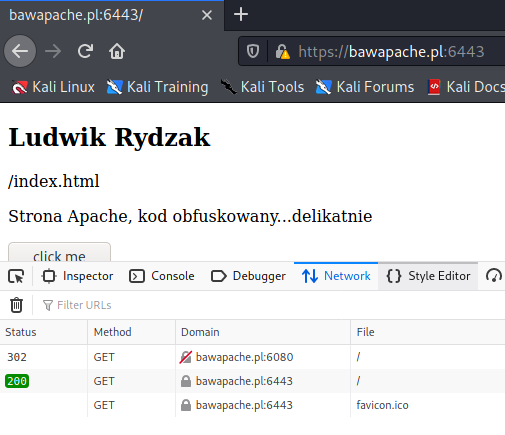 bawapache.pl:6443/
https://bawapache.pl:6443
Kali Linux Kali Training Kali Tools Kali Forums Kali Docs
Ludwik Rydzak
/index.html
Strona Apache, kod obfuskowany...delikatnie
click me
Inspector Console Debugger Network Style Editor
Filter URLs
Status Method Domain File
302 GET bawapache.pl:6080 /
200 GET bawapache.pl:6443 /
GET bawapache.pl:6443 favicon.ico